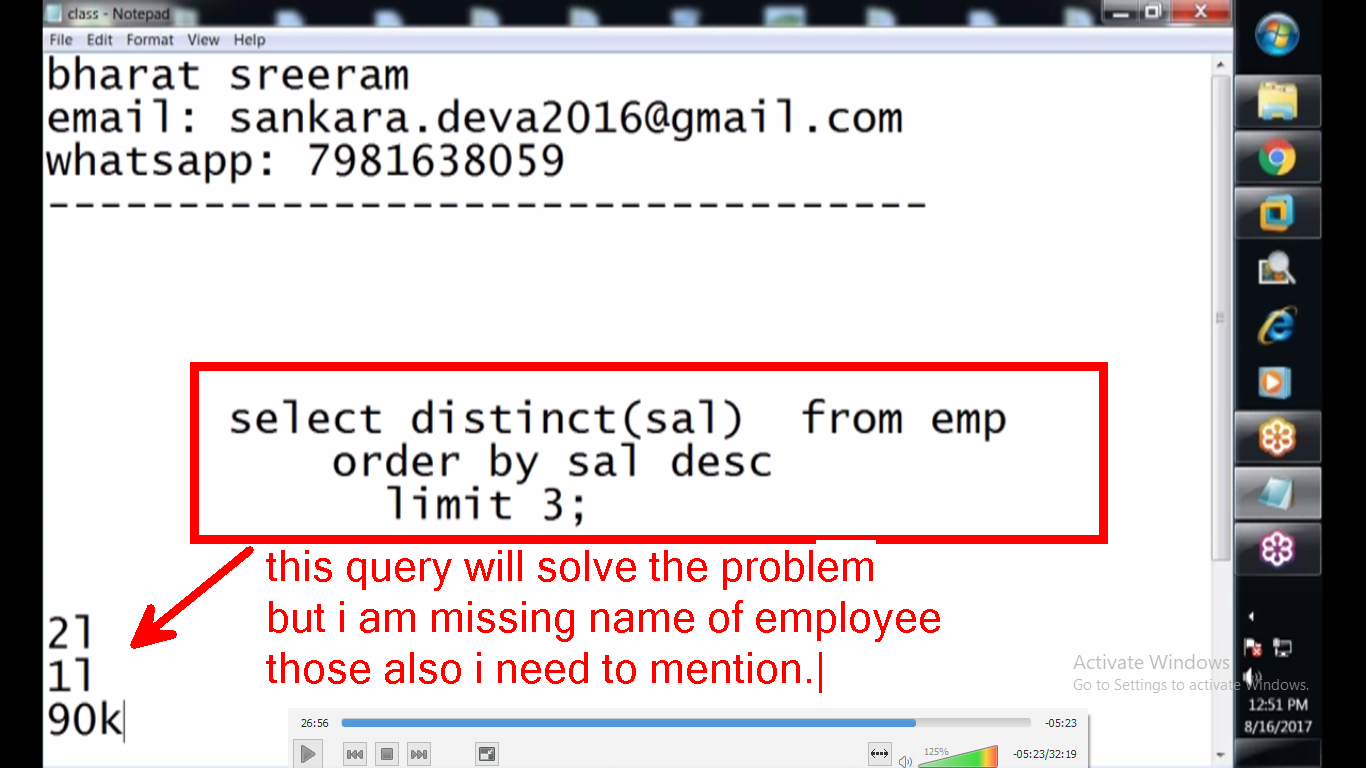 class - Notepad
File Edit Format View Help
bharat sreeram
email: sankara.deva2016@gmail.com
whatsapp: 7981638059
----------------------------------
select distinct(sal) from emp
order by sal desc
limit 3;
this query will solve the problem
but i am missing name of employee
those also i need to mention.
2l
1l
90k
Activate Windows
Go to Settings to activate Windows.
12:51 PM
8/16/2017
26:56
-05:23
125%
-05:23/32:19